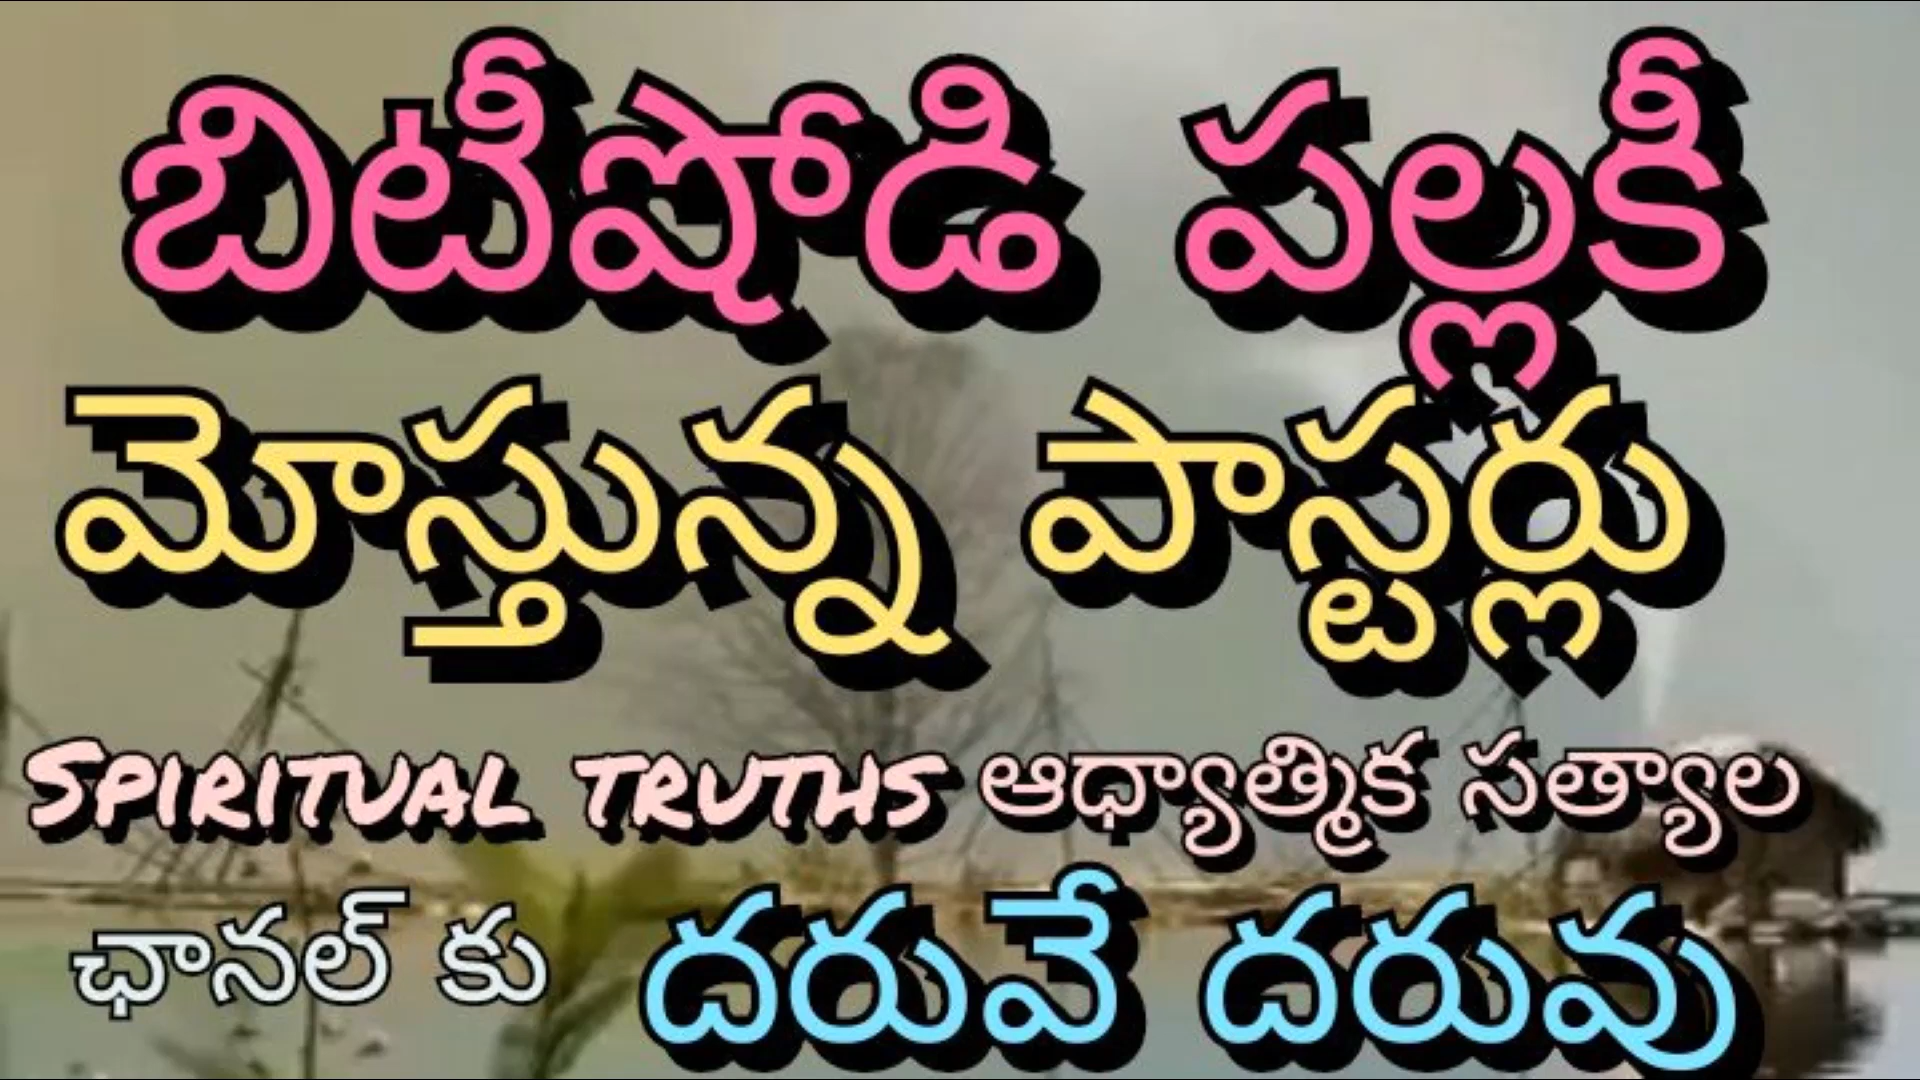 బిటీషోడి పల్లకీ
మోస్తున్న పాస్టర్లు
SPIRITUAL TRUTHS ఆధ్యాత్మిక సత్యాల
ఛానల్ కు దరువే దరువు